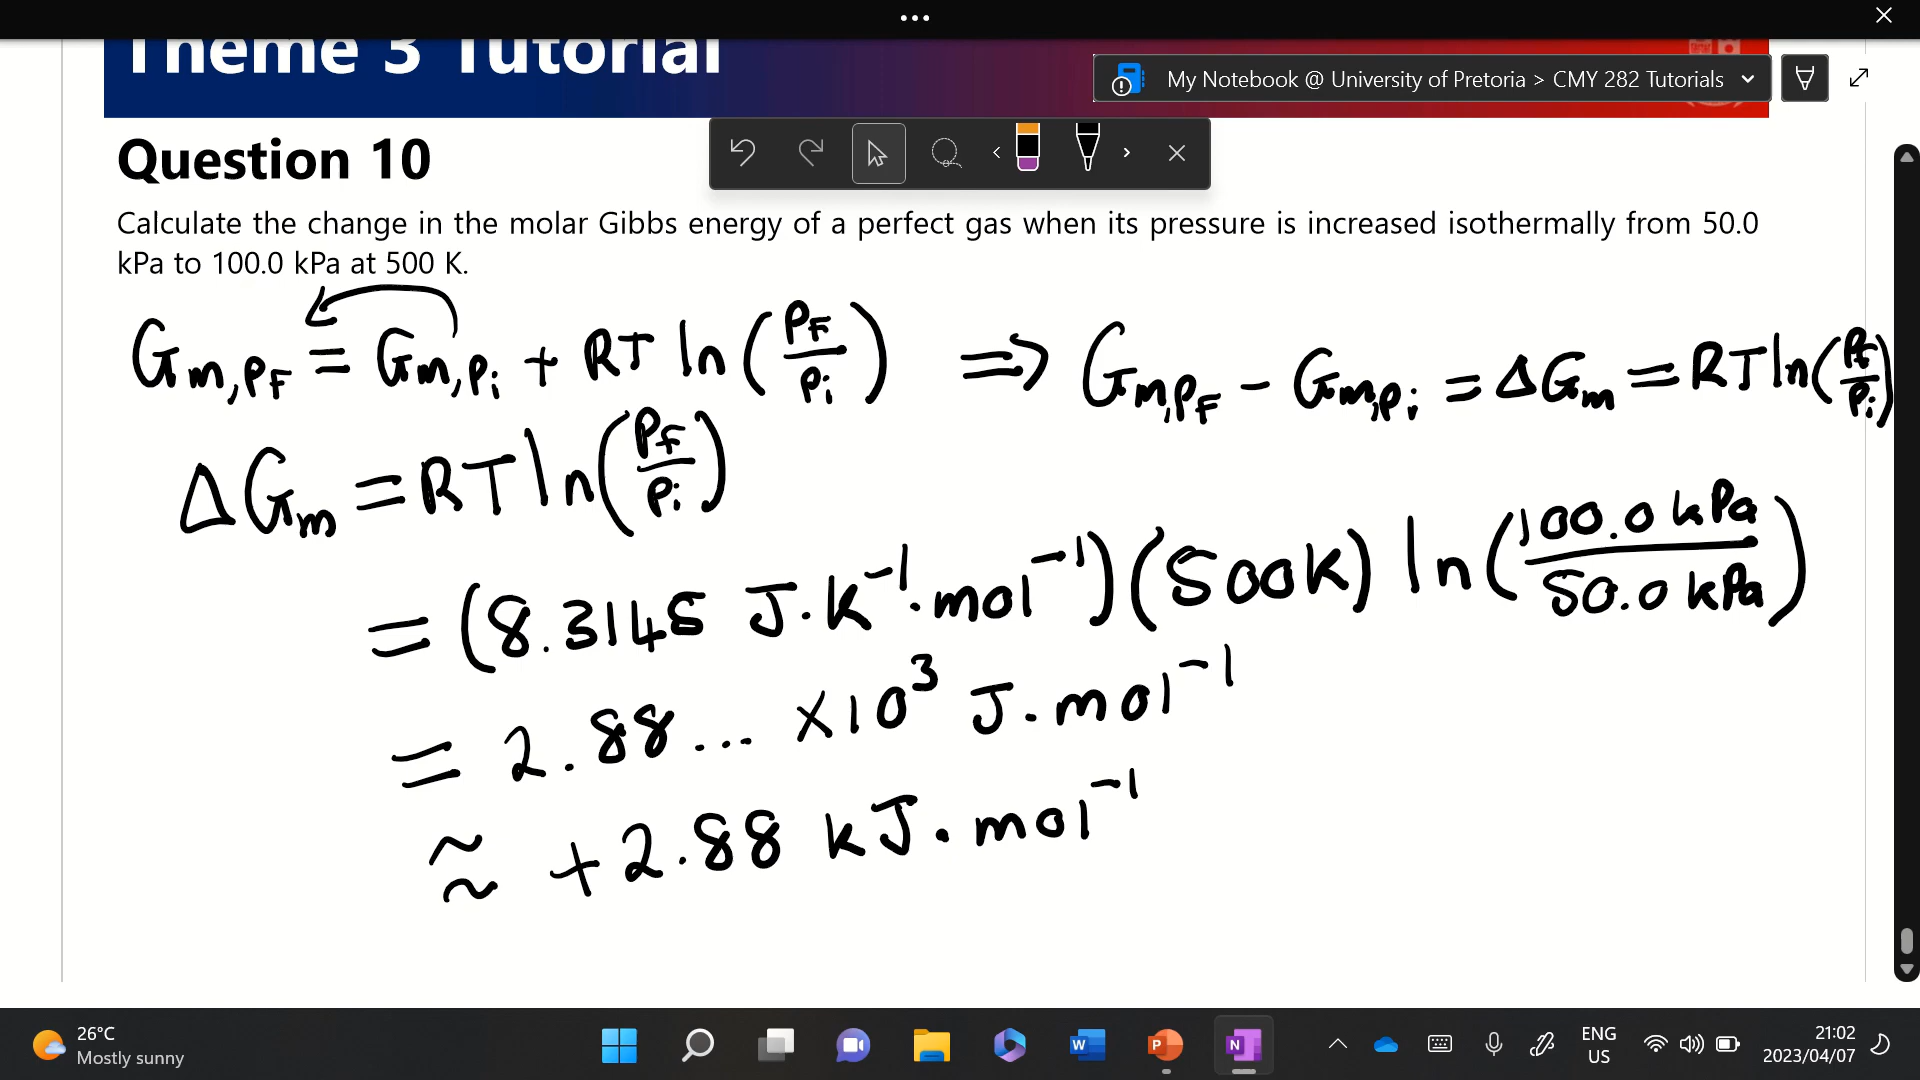 Theme 3 Tutorial
My Notebook @ University of Pretoria > CMY 282 Tutorials
Question 10
Calculate the change in the molar Gibbs energy of a perfect gas when its pressure is increased isothermally from 50.0
kPa to 100.0 kPa at 500 K.
Gm,PF = Gm,Pi + RT ln(PF/Pi) => Gm,PF - Gm,Pi = ΔGm = RT ln(Pf/Pi)
ΔGm = RT ln(PF/Pi)
= (8.3145 J·K⁻¹·mol⁻¹)(500K) ln(100.0 kPa/50.0 kPa)
= 2.88... ×10³ J·mol⁻¹
≈ +2.88 kJ·mol⁻¹
26°C
Mostly sunny
ENG
US
21:02
2023/04/07